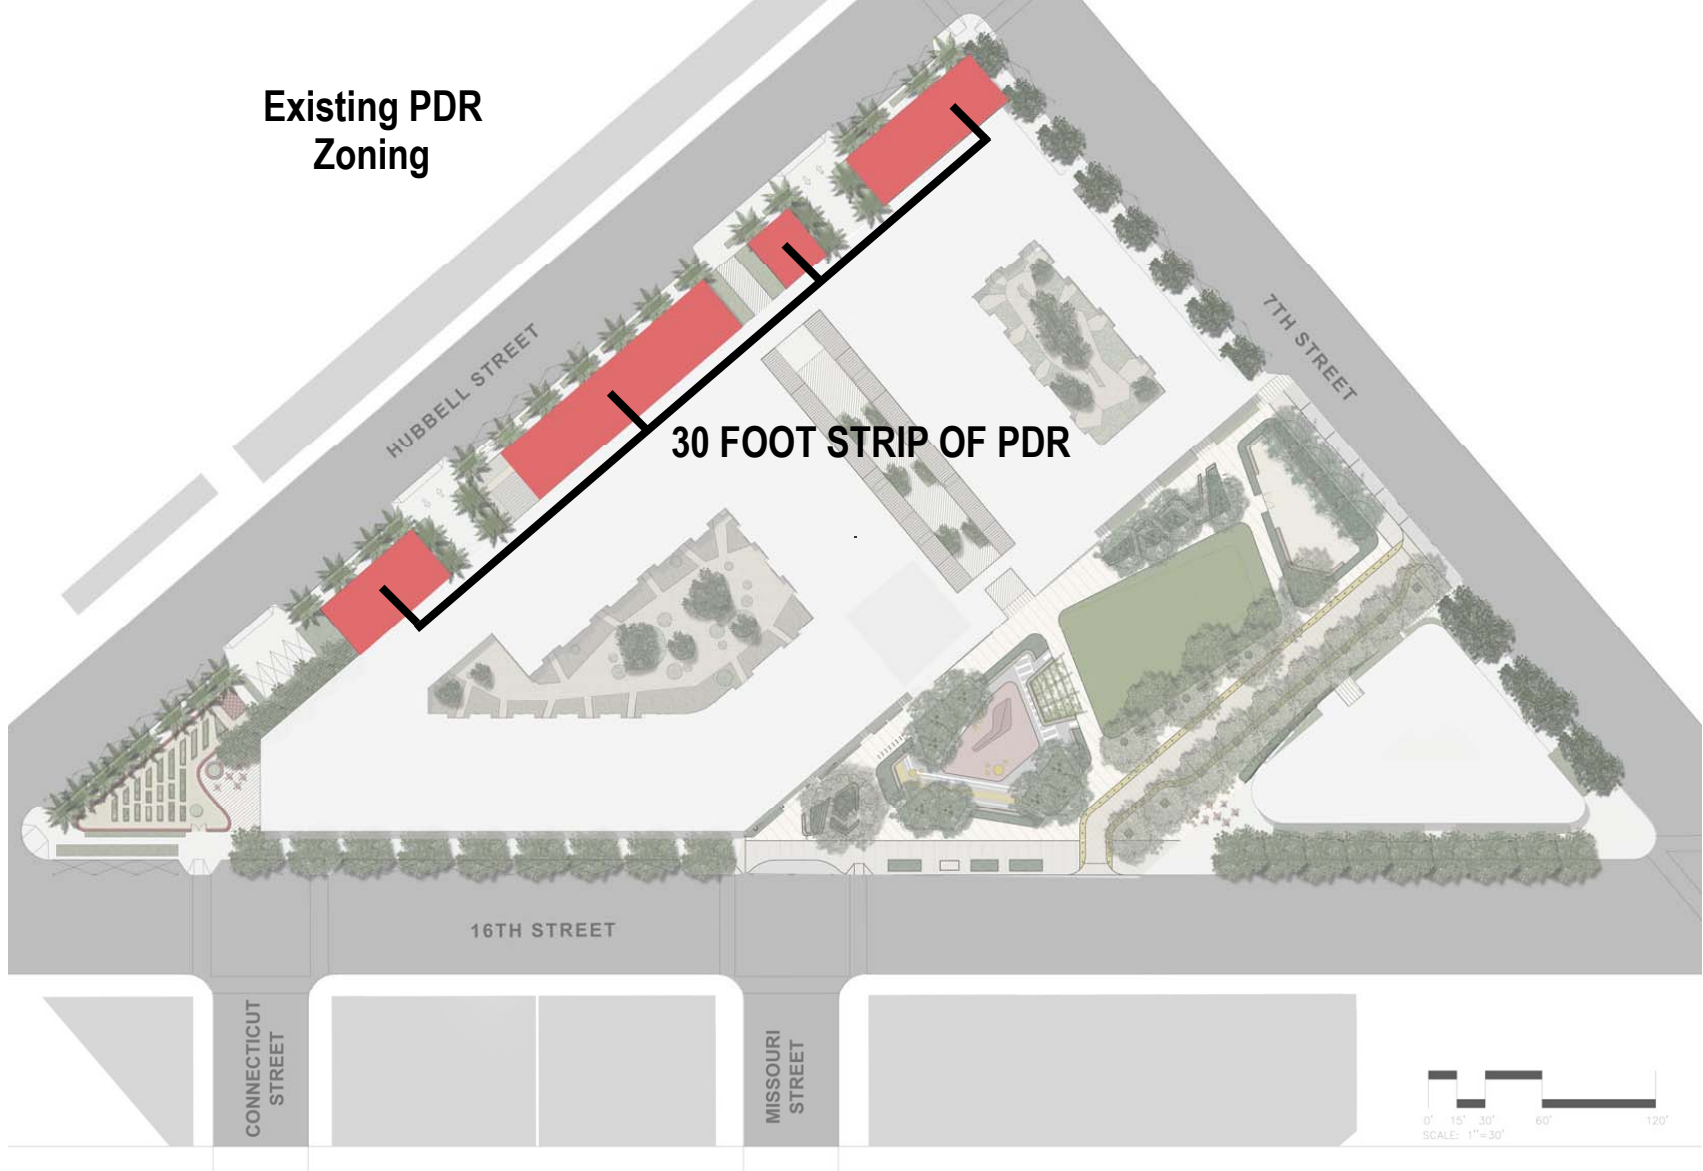 Existing PDR
Zoning
HUBBELL STREET
7TH STREET
30 FOOT STRIP OF PDR
16TH STREET
CONNECTICUT
STREET
MISSOURI
STREET
0' 15' 30' 60' 120'
SCALE: 1"=30'